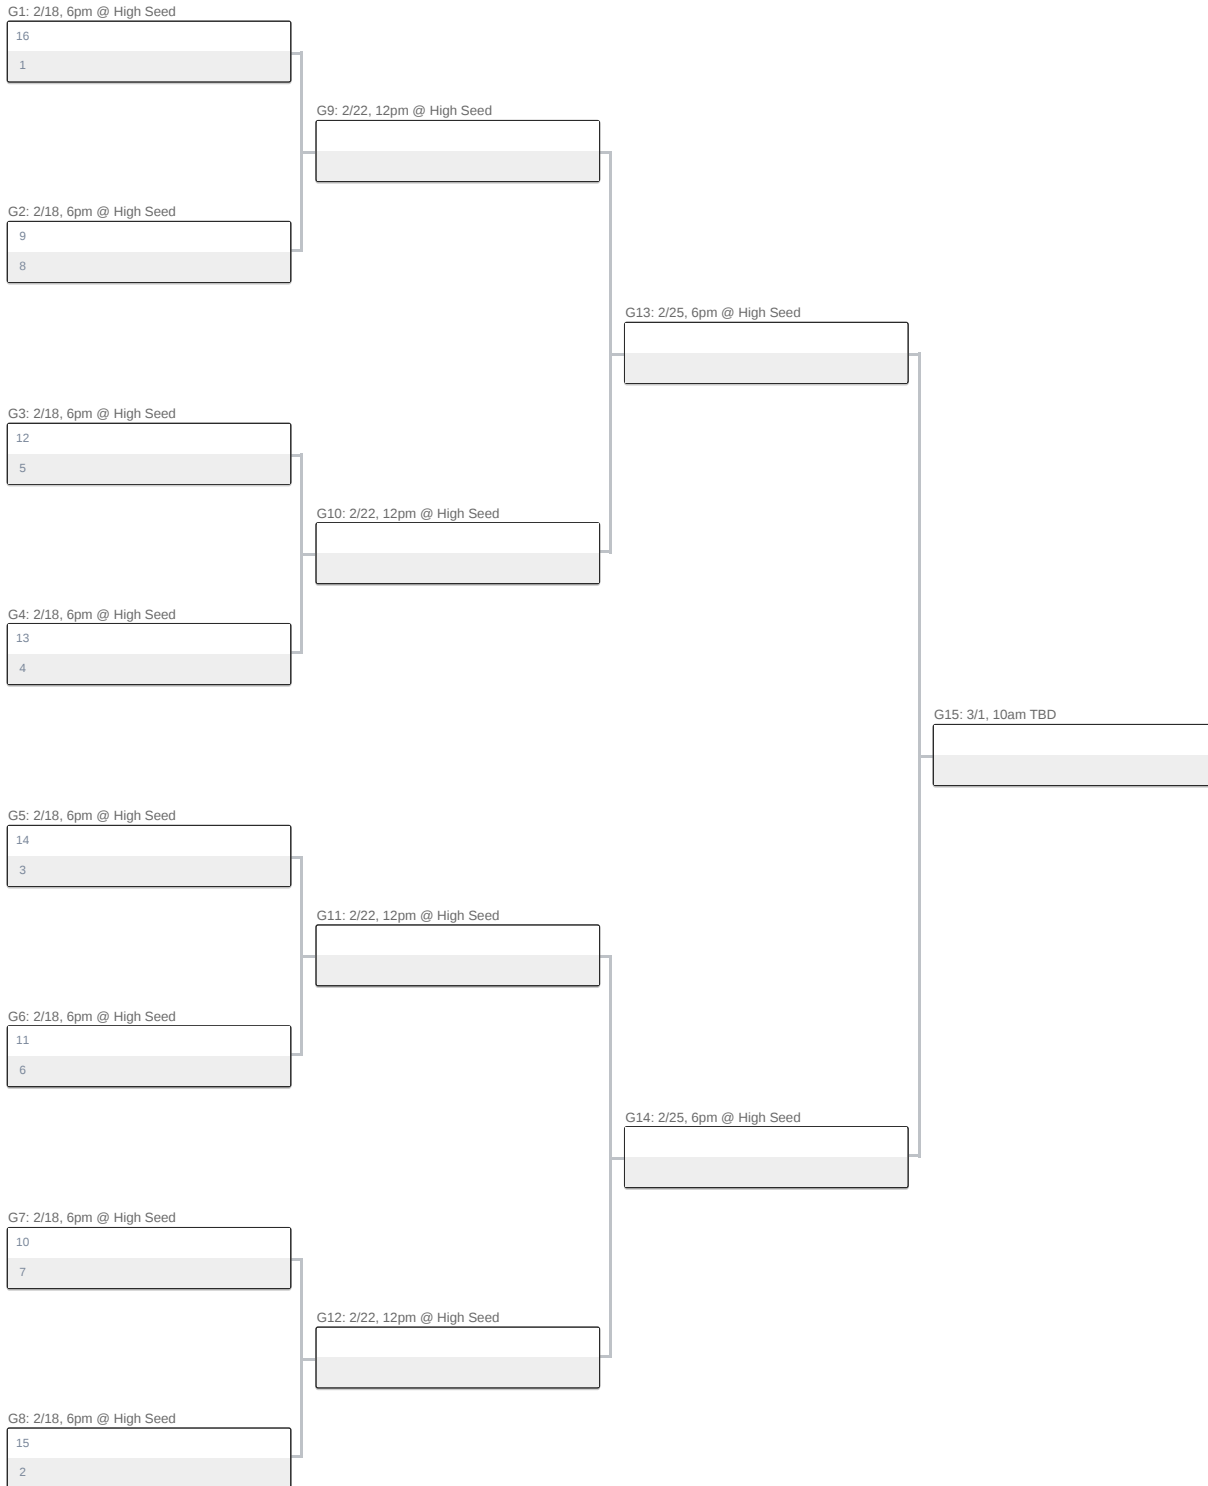 G1: 2/18, 6pm @ High Seed
16
1
G9: 2/22, 12pm @ High Seed
G2: 2/18, 6pm @ High Seed
9
8
G13: 2/25, 6pm @ High Seed
G3: 2/18, 6pm @ High Seed
12
5
G10: 2/22, 12pm @ High Seed
G4: 2/18, 6pm @ High Seed
13
4
G15: 3/1, 10am TBD
G5: 2/18, 6pm @ High Seed
14
3
G11: 2/22, 12pm @ High Seed
G6: 2/18, 6pm @ High Seed
11
6
G14: 2/25, 6pm @ High Seed
G7: 2/18, 6pm @ High Seed
10
7
G12: 2/22, 12pm @ High Seed
G8: 2/18, 6pm @ High Seed
15
2